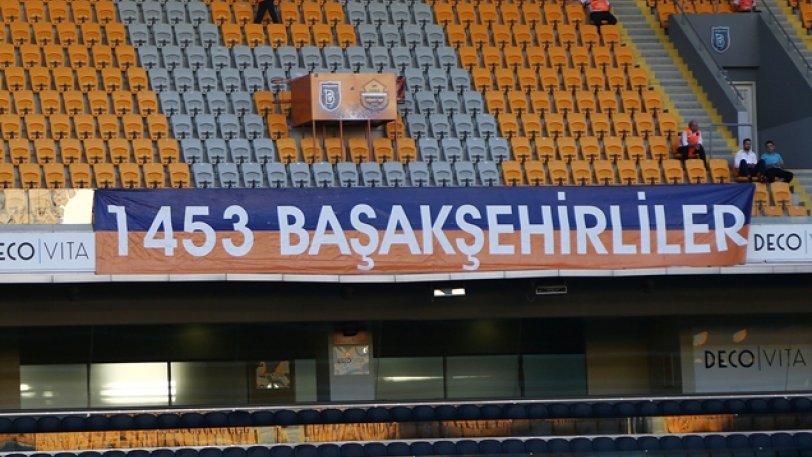 1453 BAŞAKŞEHİRLİLER
DECO|VITA
DECO
DECO|VITA